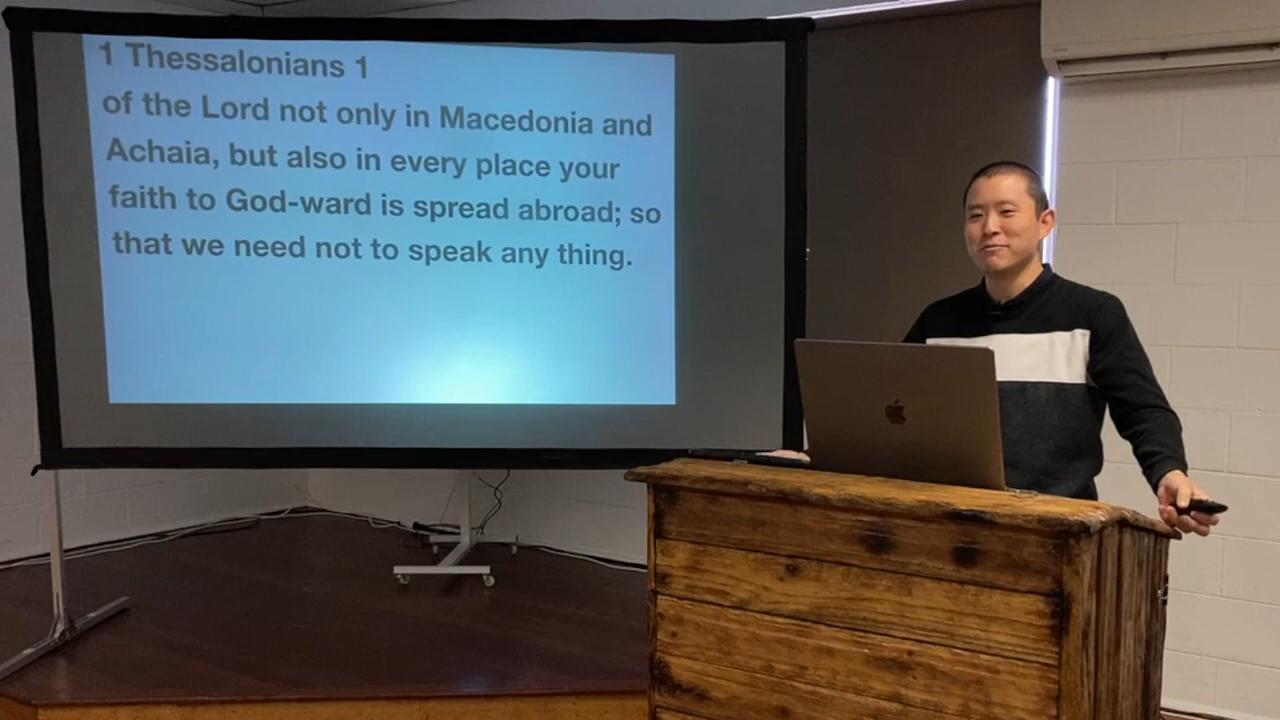 1 Thessalonians 1
of the Lord not only in Macedonia and
Achaia, but also in every place your
faith to God-ward is spread abroad; so
that we need not to speak any thing.